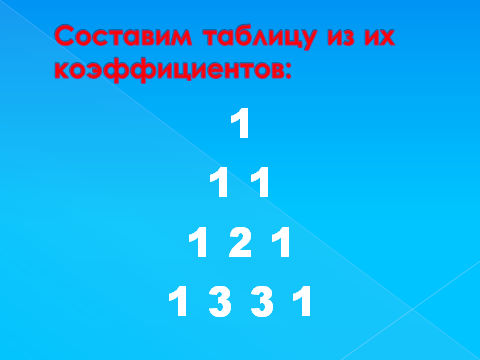 Составим таблицу из их
коэффициентов:
1
1 1
1 2 1
1 3 3 1